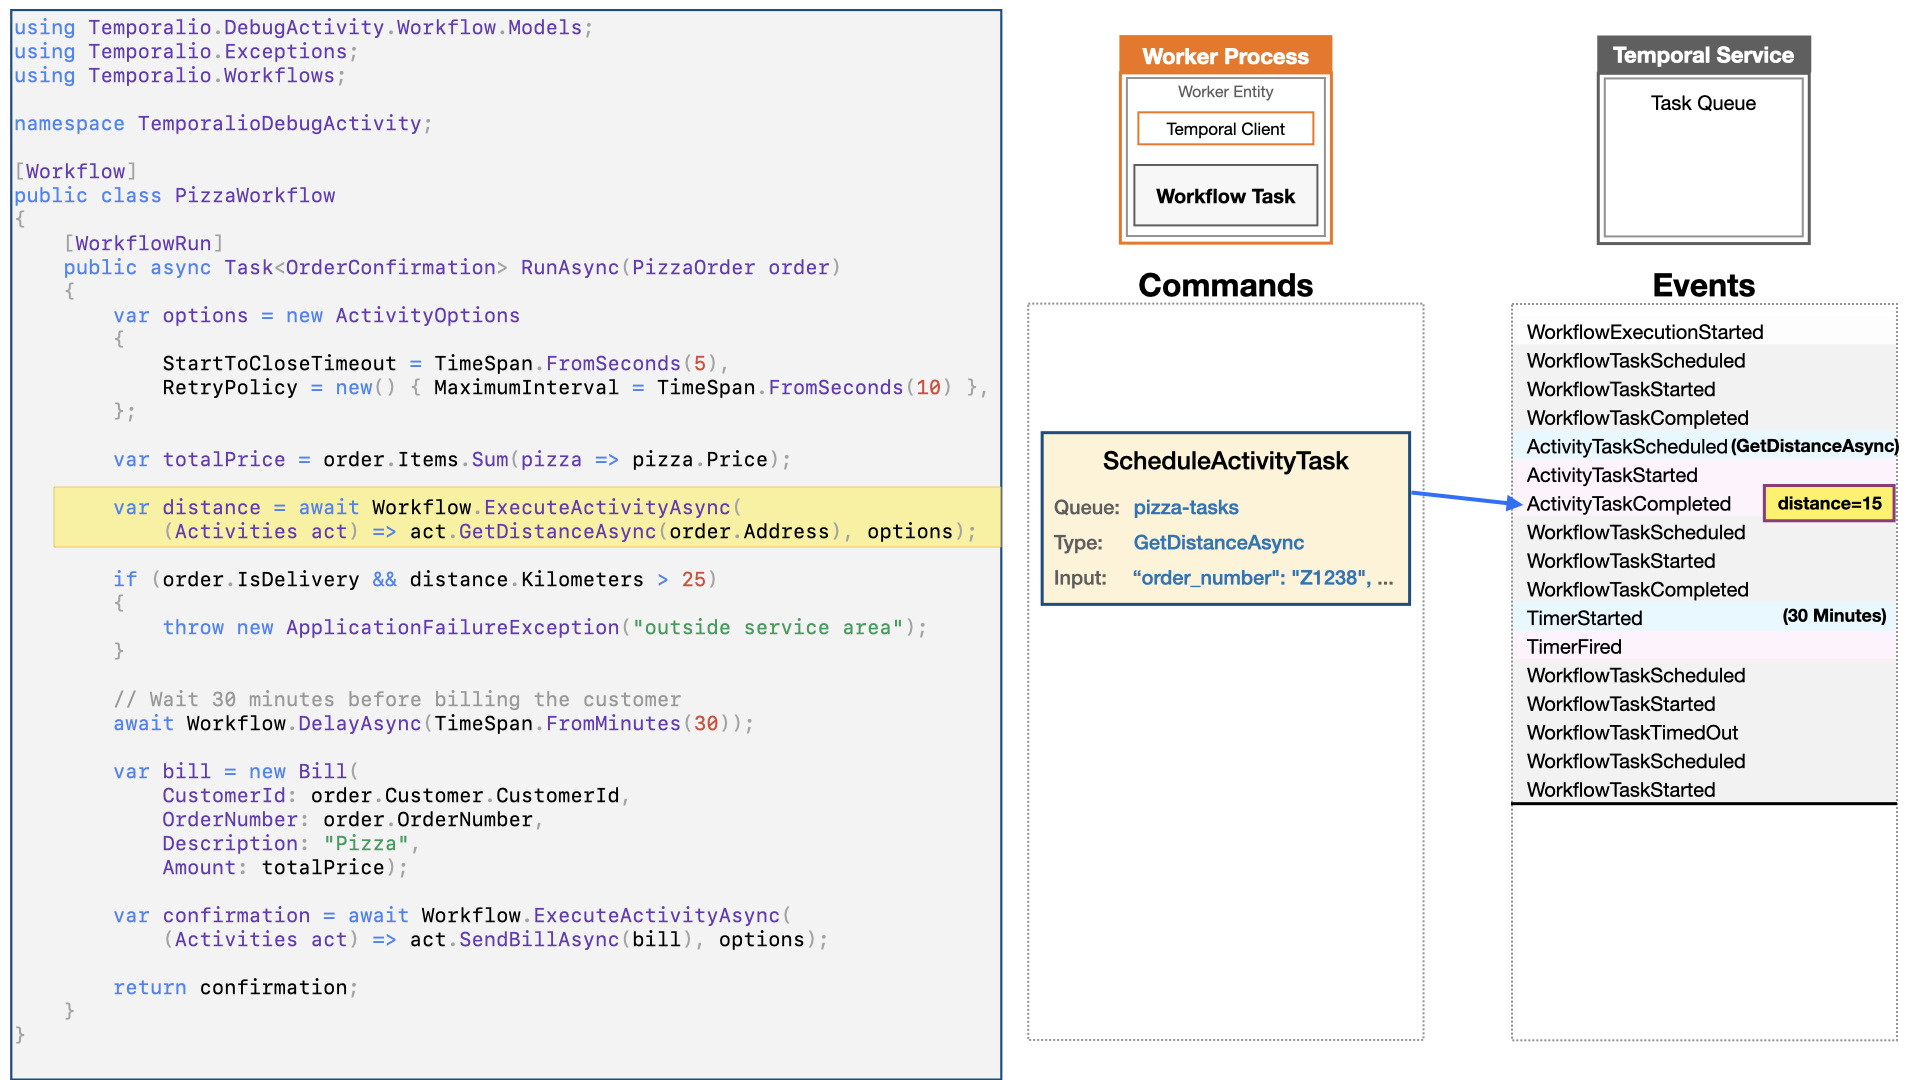 using Temporalio.DebugActivity.Workflow.Models;
using Temporalio.Exceptions;
using Temporalio.Workflows;
namespace TemporalioDebugActivity;
[Workflow]
public class PizzaWorkflow
{
[WorkflowRun]
public async Task<OrderConfirmation> RunAsync(PizzaOrder order)
{
var options = new ActivityOptions
{
StartToCloseTimeout = TimeSpan.FromSeconds(5),
RetryPolicy = new() { MaximumInterval = TimeSpan.FromSeconds(10) },
};
var totalPrice = order.Items.Sum(pizza => pizza.Price);
var distance = await Workflow.ExecuteActivityAsync(
(Activities act) => act.GetDistanceAsync(order.Address), options);
if (order.IsDelivery && distance.Kilometers > 25)
{
throw new ApplicationFailureException("outside service area");
}
// Wait 30 minutes before billing the customer
await Workflow.DelayAsync(TimeSpan.FromMinutes(30));
var bill = new Bill(
CustomerId: order.Customer.CustomerId,
OrderNumber: order.OrderNumber,
Description: "Pizza",
Amount: totalPrice);
var confirmation = await Workflow.ExecuteActivityAsync(
(Activities act) => act.SendBillAsync(bill), options);
return confirmation;
}
}
Worker Process
Worker Entity
Temporal Client
Workflow Task
Commands
ScheduleActivityTask
Queue: pizza-tasks
Type: GetDistanceAsync
Input: “order_number": "Z1238", ...
Temporal Service
Task Queue
Events
WorkflowExecutionStarted
WorkflowTaskScheduled
WorkflowTaskStarted
WorkflowTaskCompleted
ActivityTaskScheduled (GetDistanceAsync)
ActivityTaskStarted
ActivityTaskCompleted distance=15
WorkflowTaskScheduled
WorkflowTaskStarted
WorkflowTaskCompleted
TimerStarted (30 Minutes)
TimerFired
WorkflowTaskScheduled
WorkflowTaskStarted
WorkflowTaskTimedOut
WorkflowTaskScheduled
WorkflowTaskStarted